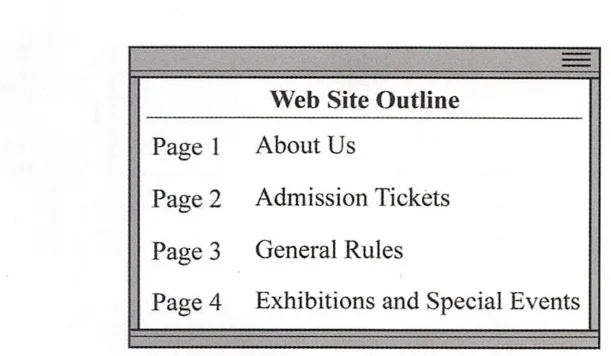 Web Site Outline
Page 1 About Us
Page 2 Admission Tickets
Page 3 General Rules
Page 4 Exhibitions and Special Events